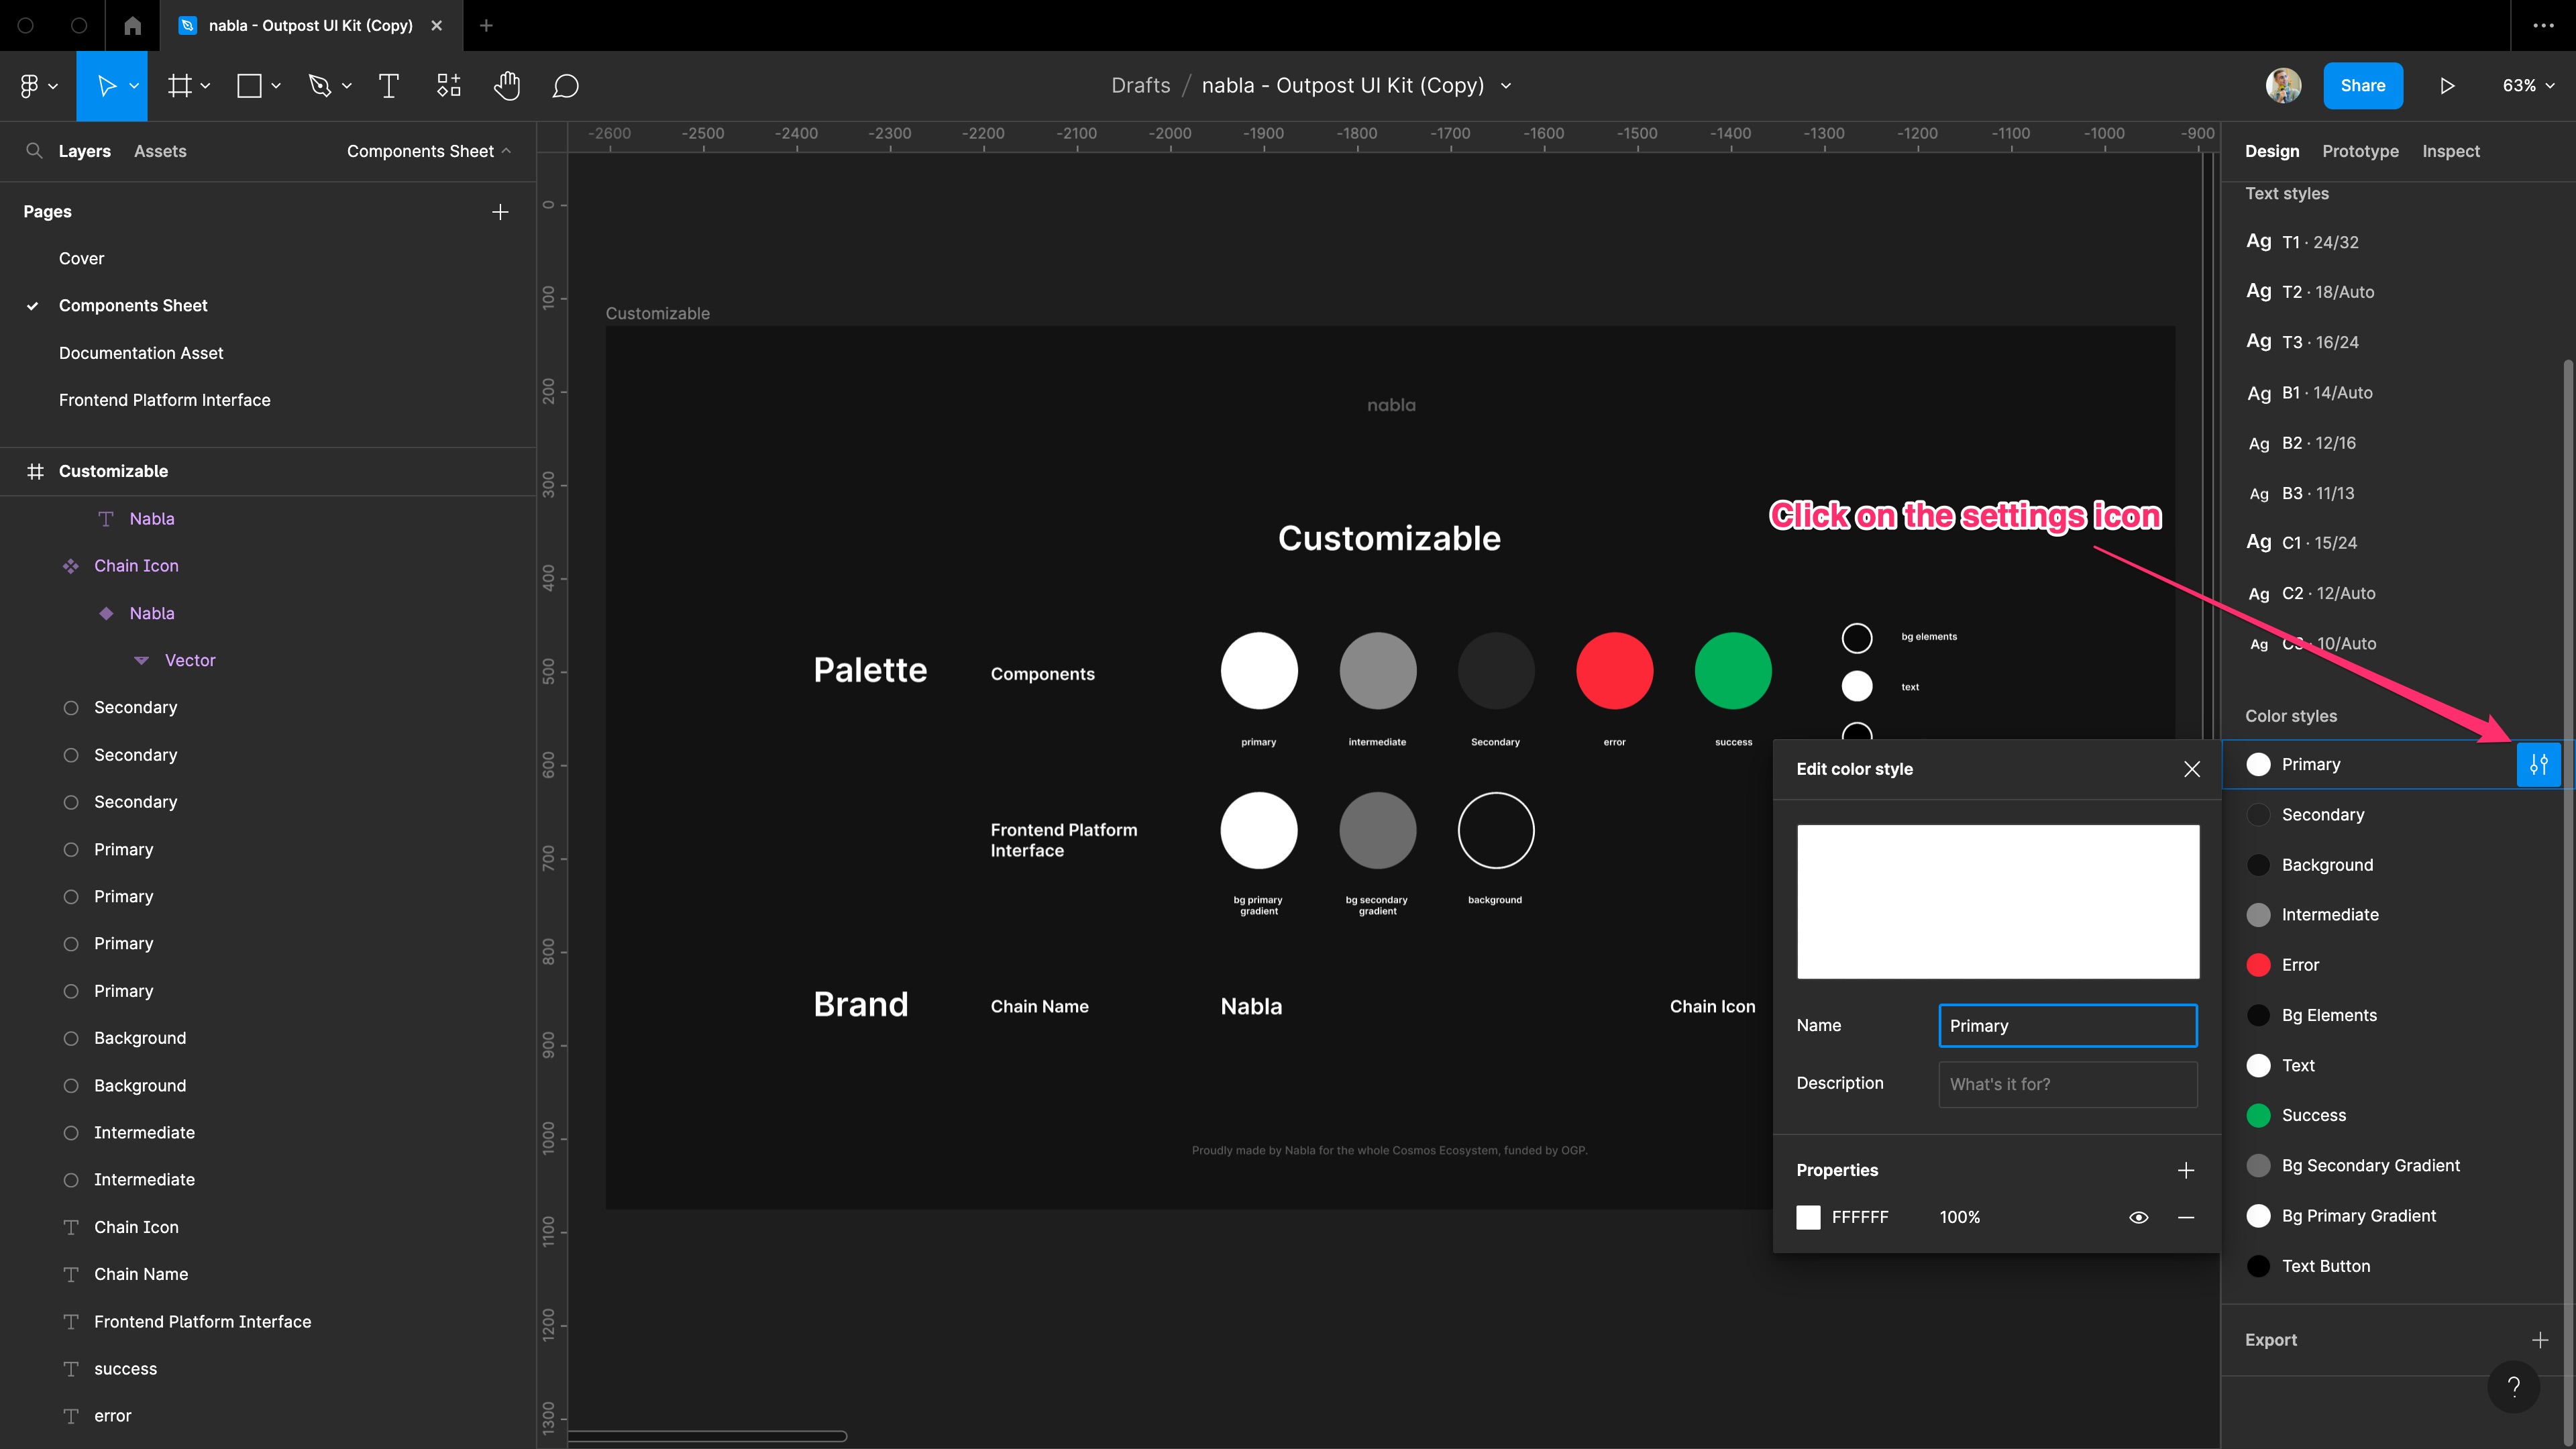 nabla - Outpost UI Kit (Copy)
Drafts / nabla - Outpost UI Kit (Copy)
Share
63%
Layers
Assets
Components Sheet
Pages
Cover
Components Sheet
Documentation Asset
Frontend Platform Interface
Customizable
Nabla
Chain Icon
Nabla
Vector
Secondary
Secondary
Secondary
Primary
Primary
Primary
Primary
Background
Background
Intermediate
Intermediate
Chain Icon
Chain Name
Frontend Platform Interface
success
error
-2600 -2500 -2400 -2300 -2200 -2100 -2000 -1900 -1800 -1700 -1600 -1500 -1400 -1300 -1200 -1100 -1000 -900
0
100
200
300
400
500
600
700
800
900
1000
1100
1200
1300
Customizable
nabla
Customizable
Click on the settings icon
Palette
Components
primary
intermediate
Secondary
error
success
bg elements
text
Frontend Platform
Interface
bg primary
gradient
bg secondary
gradient
background
Brand
Chain Name
Nabla
Chain Icon
Proudly made by Nabla for the whole Cosmos Ecosystem, funded by OGP.
Edit color style
Name
Primary
Description
What's it for?
Properties
FFFFFF
100%
Design
Prototype
Inspect
Text styles
Ag T1 · 24/32
Ag T2 · 18/Auto
Ag T3 · 16/24
Ag B1 · 14/Auto
Ag B2 · 12/16
Ag B3 · 11/13
Ag C1 · 15/24
Ag C2 · 12/Auto
Ag C3 · 10/Auto
Color styles
Primary
Secondary
Background
Intermediate
Error
Bg Elements
Text
Success
Bg Secondary Gradient
Bg Primary Gradient
Text Button
Export
?